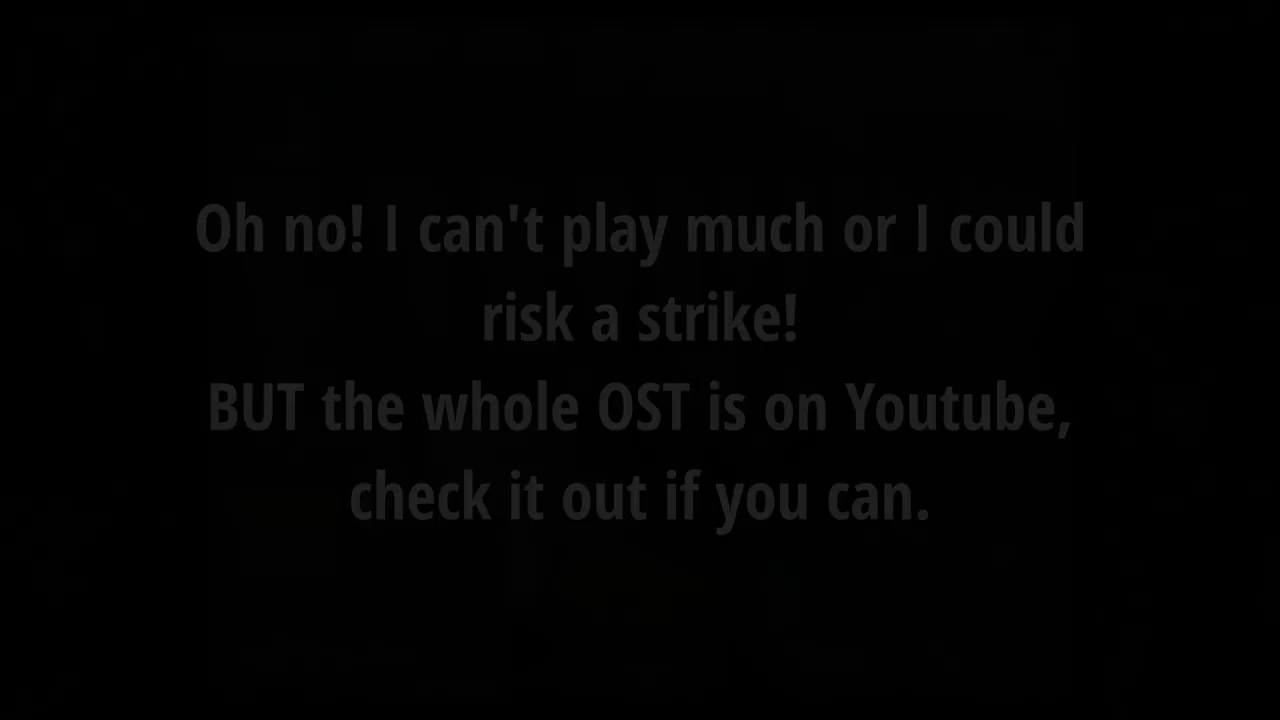 Oh no! I can't play much or I could
risk a strike!
BUT the whole OST is on Youtube,
check it out if you can.